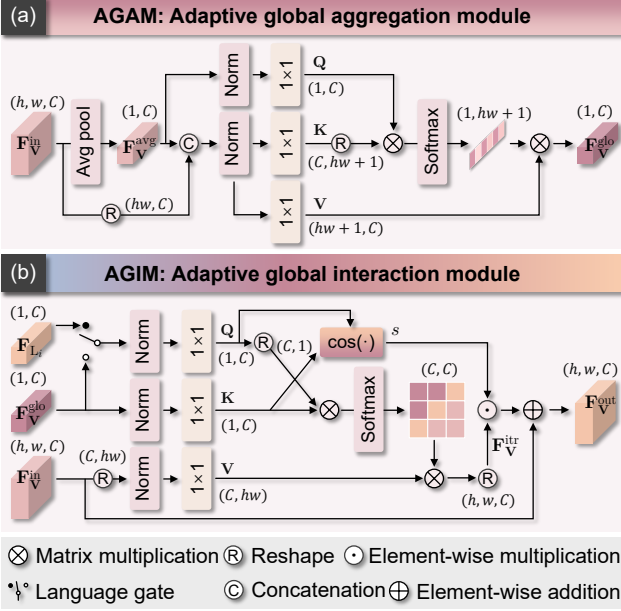 (a) AGAM: Adaptive global aggregation module
(h, w, C)
F_V^in
Avg pool
(1, C)
F_V^avg
R
(hw, C)
C
Norm
1×1
Q
(1, C)
Norm
1×1
K
(C, hw + 1)
R
1×1
V
(hw + 1, C)
Softmax
(1, hw + 1)
(1, C)
F_V^glo
(b) AGIM: Adaptive global interaction module
(1, C)
F_{L_i}
(1, C)
F_V^glo
(h, w, C)
F_V^in
(C, hw)
R
Norm
1×1
Q
(1, C)
R
(C, 1)
cos(·)
s
Norm
1×1
K
(1, C)
Softmax
(C, C)
Norm
1×1
V
(C, hw)
R
(h, w, C)
F_V^itr
(h, w, C)
F_V^out
Matrix multiplication R Reshape Element-wise multiplication
Language gate C Concatenation Element-wise addition